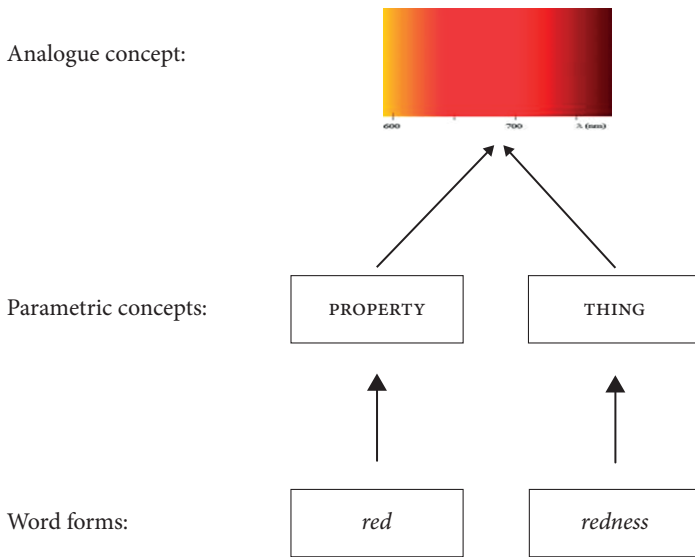 Analogue concept:
600 700 λ (nm)
Parametric concepts: PROPERTY THING
Word forms: red redness